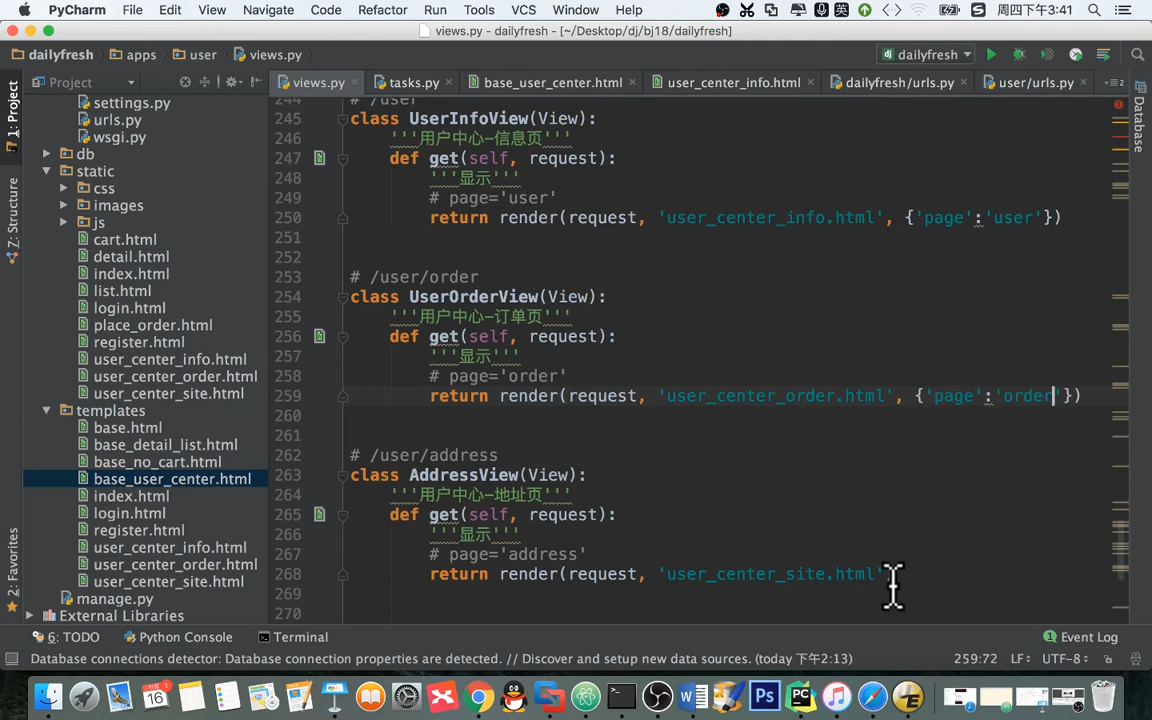 PyCharm File Edit View Navigate Code Refactor Run Tools VCS Window Help 英 周四下午3:41
views.py - dailyfresh - [~/Desktop/dj/bj18/dailyfresh]
dailyfresh apps user views.py dailyfresh
Project views.py tasks.py base_user_center.html user_center_info.html dailyfresh/urls.py user/urls.py
1: Project
7: Structure
2: Favorites
Database
settings.py
urls.py
wsgi.py
db
static
css
images
js
cart.html
detail.html
index.html
list.html
login.html
place_order.html
register.html
user_center_info.html
user_center_order.html
user_center_site.html
templates
base.html
base_detail_list.html
base_no_cart.html
base_user_center.html
index.html
login.html
register.html
user_center_info.html
user_center_order.html
user_center_site.html
manage.py
External Libraries
244 # /user
245 class UserInfoView(View):
246 '''用户中心-信息页'''
247 def get(self, request):
248 '''显示'''
249 # page='user'
250 return render(request, 'user_center_info.html', {'page':'user'})
251
252
253 # /user/order
254 class UserOrderView(View):
255 '''用户中心-订单页'''
256 def get(self, request):
257 '''显示'''
258 # page='order'
259 return render(request, 'user_center_order.html', {'page':'order'})
260
261
262 # /user/address
263 class AddressView(View):
264 '''用户中心-地址页'''
265 def get(self, request):
266 '''显示'''
267 # page='address'
268 return render(request, 'user_center_site.html'
269
270
6: TODO Python Console Terminal 1 Event Log
Database connections detector: Database connection properties are detected. // Discover and setup new data sources. (today 下午2:13) 259:72 LF UTF-8
16
Ps
PC